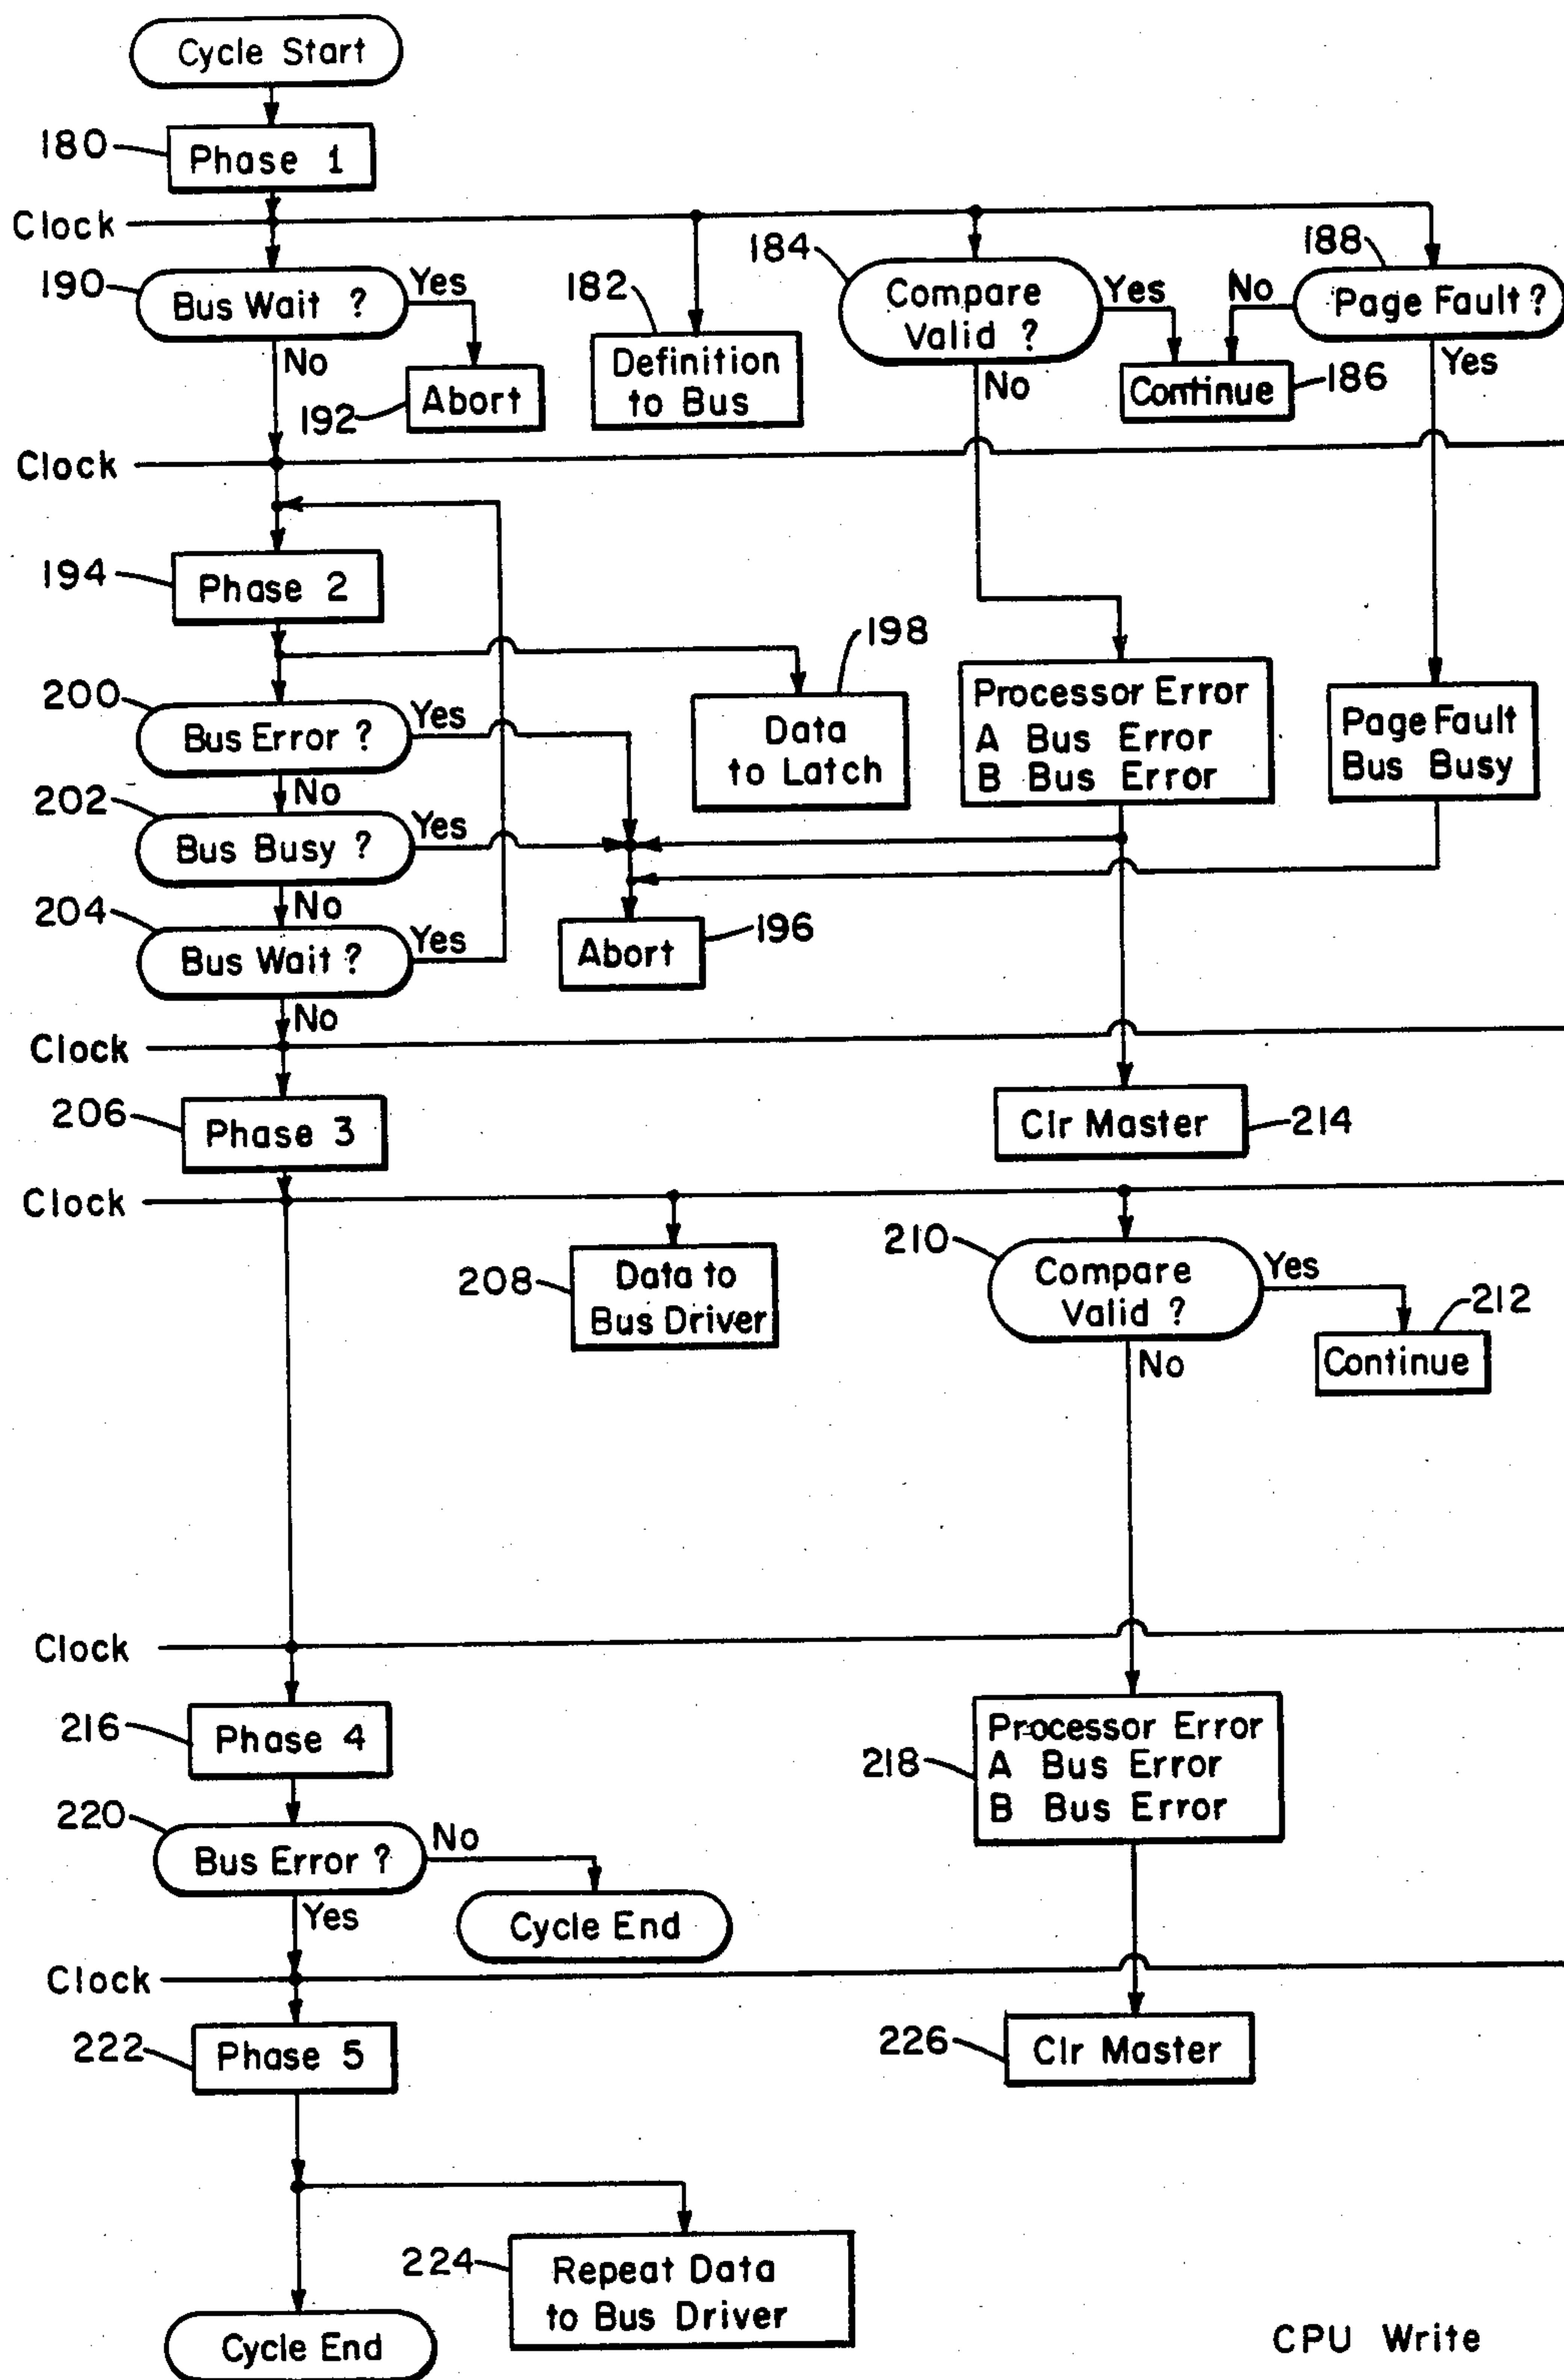 Cycle Start
180
Phase 1
Clock
190
Bus Wait ?
Yes
No
192
Abort
182
Definition
to Bus
184
Compare
Valid ?
Yes
No
188
Page Fault ?
No
Yes
Continue
186
Clock
194
Phase 2
198
Data
to Latch
200
Bus Error ?
Yes
No
202
Bus Busy ?
Yes
No
204
Bus Wait ?
Yes
No
Abort
196
Processor Error
A Bus Error
B Bus Error
Page Fault
Bus Busy
Clock
206
Phase 3
Clr Master
214
Clock
208
Data to
Bus Driver
210
Compare
Valid ?
Yes
No
212
Continue
Clock
216
Phase 4
218
Processor Error
A Bus Error
B Bus Error
220
Bus Error ?
No
Yes
Cycle End
Clock
222
Phase 5
226
Clr Master
224
Repeat Data
to Bus Driver
Cycle End
CPU Write